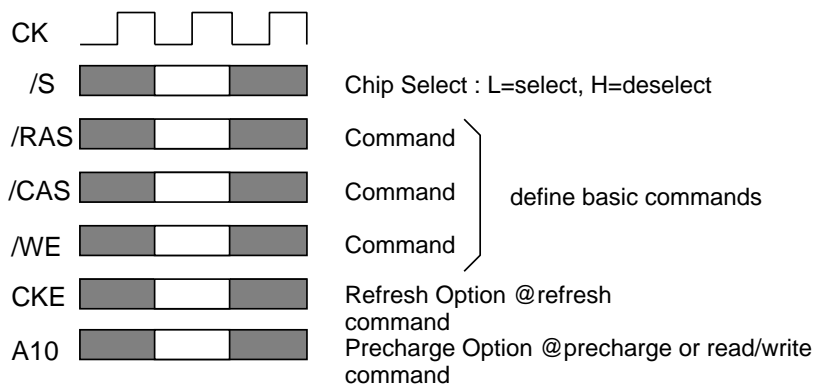 CK
/S Chip Select : L=select, H=deselect
/RAS Command
/CAS Command define basic commands
/WE Command
CKE Refresh Option @refresh
command
A10 Precharge Option @precharge or read/write
command